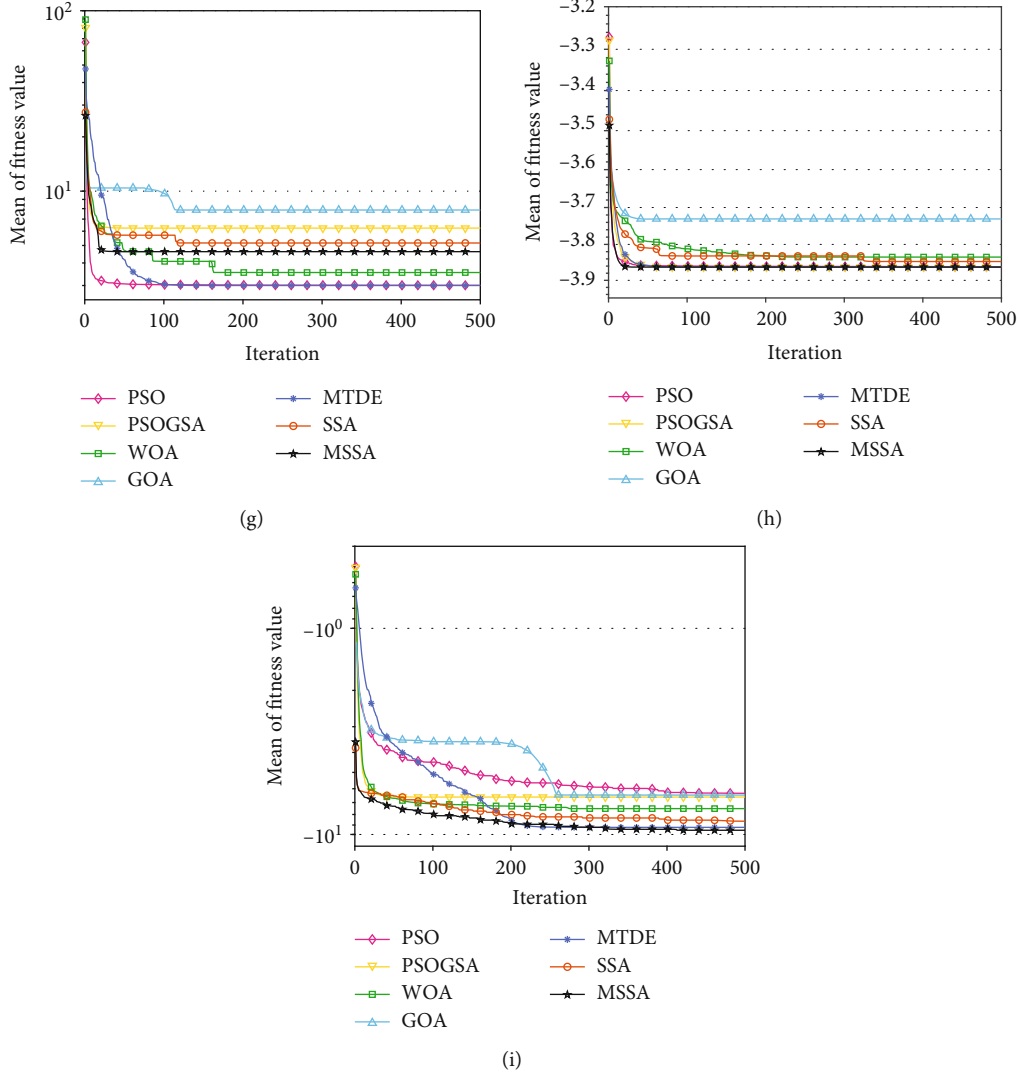 10²
10¹
Mean of fitness value
0 100 200 300 400 500
Iteration
PSO
PSOGSA
WOA
GOA
MTDE
SSA
MSSA
(g)
−3.2
−3.3
−3.4
−3.5
−3.6
−3.7
−3.8
−3.9
Mean of fitness value
0 100 200 300 400 500
Iteration
PSO
PSOGSA
WOA
GOA
MTDE
SSA
MSSA
(h)
−10⁰
−10¹
Mean of fitness value
0 100 200 300 400 500
Iteration
PSO
PSOGSA
WOA
GOA
MTDE
SSA
MSSA
(i)